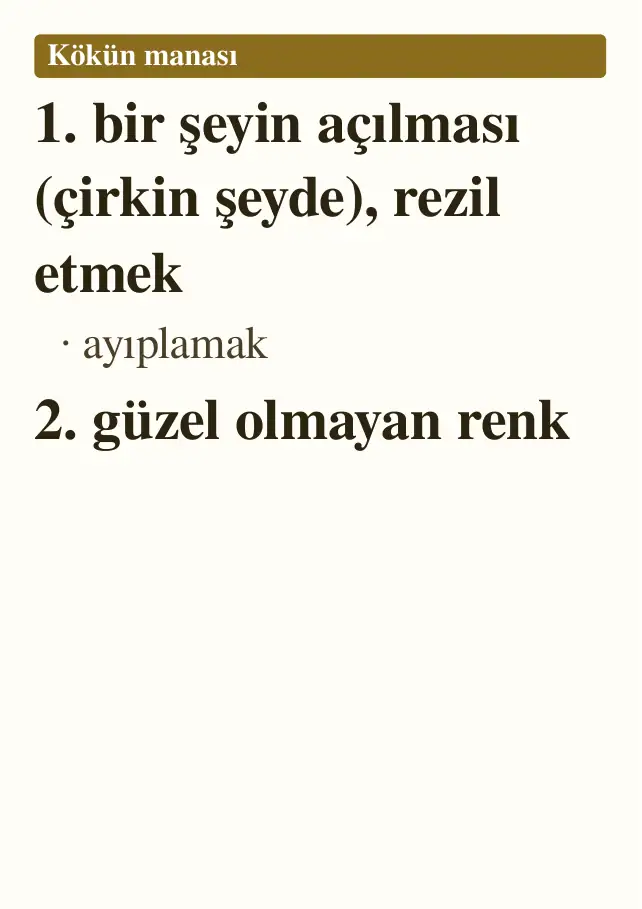 Kökün manası
1. bir şeyin açılması
(çirkin şeyde), rezil
etmek
· ayıplamak
2. güzel olmayan renk